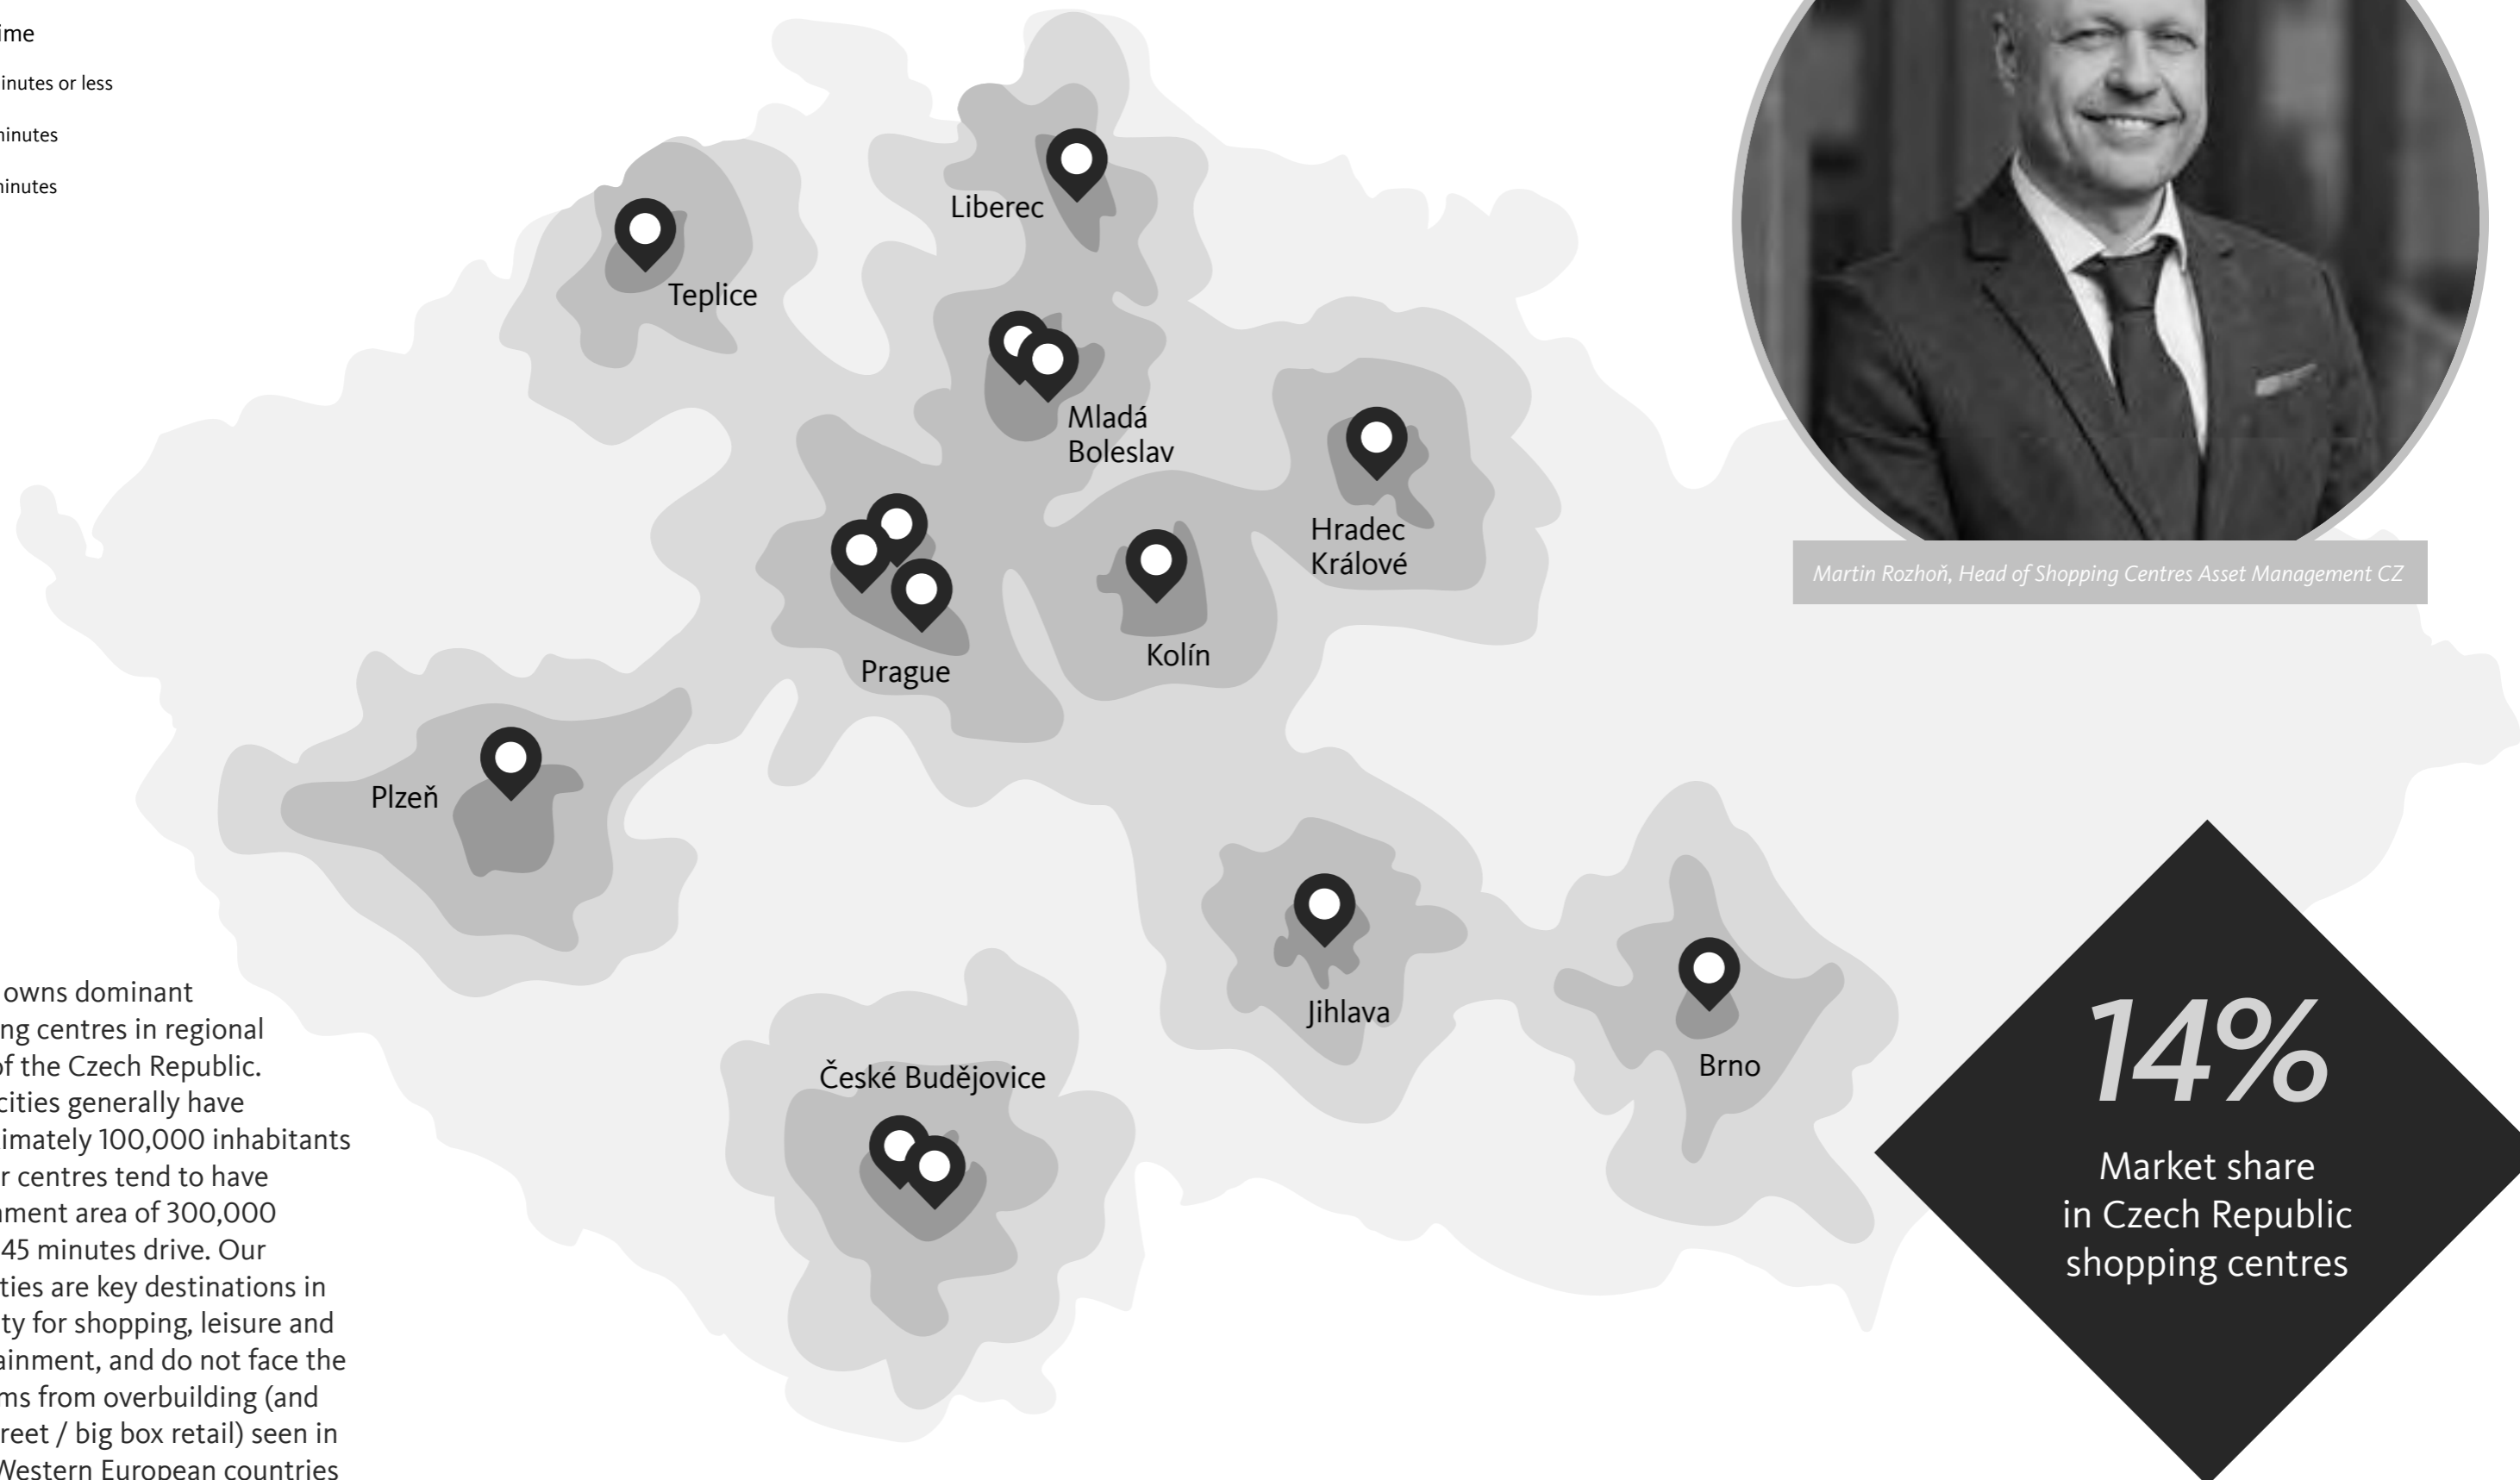 ime
inutes or less
minutes
minutes
Liberec
Teplice
Mladá
Boleslav
Hradec
Králové
Martin Rozhoň, Head of Shopping Centres Asset Management CZ
Kolín
Prague
Plzeň
Jihlava
Brno
České Budějovice
owns dominant
ng centres in regional
of the Czech Republic.
cities generally have
timately 100,000 inhabitants
r centres tend to have
nment area of 300,000
45 minutes drive. Our
ties are key destinations in
ty for shopping, leisure and
ainment, and do not face the
ms from overbuilding (and
reet / big box retail) seen in
Western European countries
14%
Market share
in Czech Republic
shopping centres